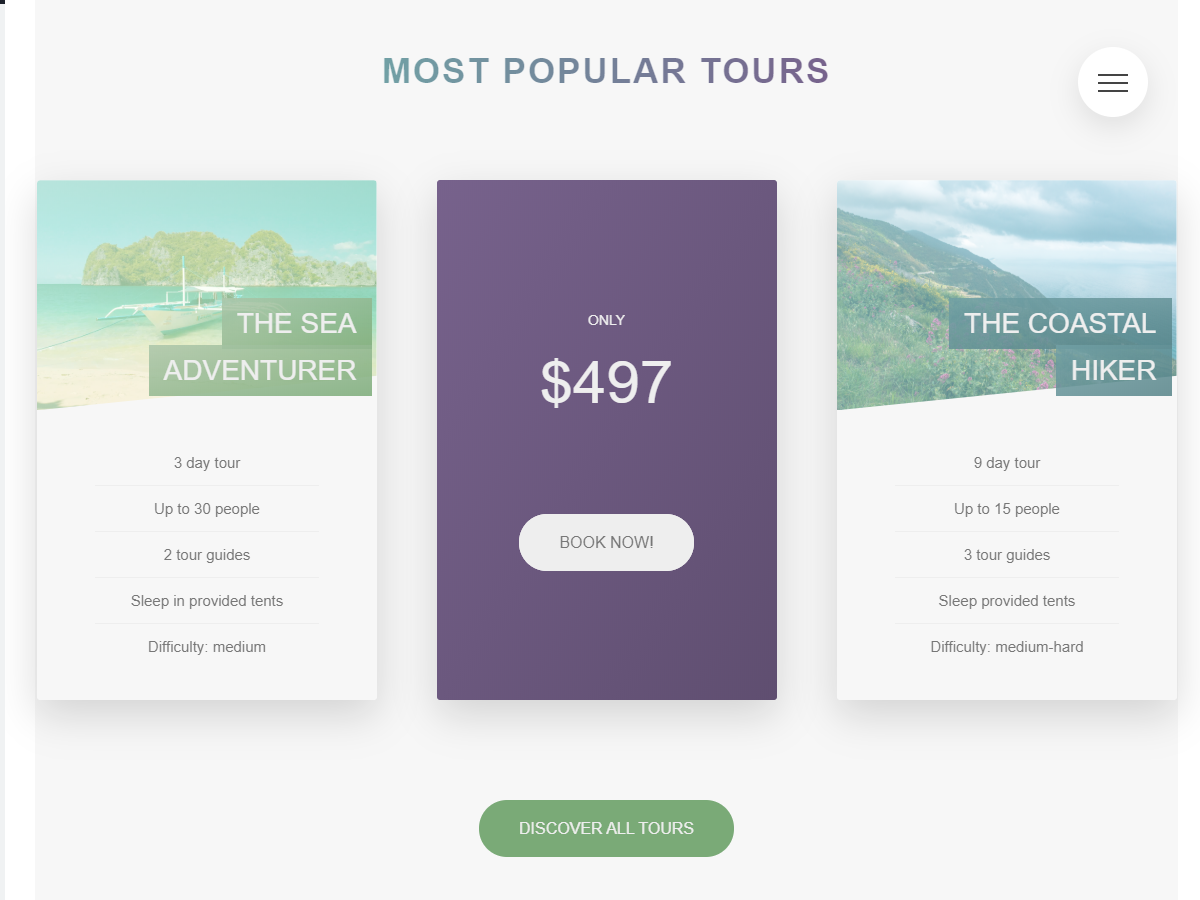 MOST POPULAR TOURS
THE SEA
ADVENTURER
3 day tour
Up to 30 people
2 tour guides
Sleep in provided tents
Difficulty: medium
ONLY
$497
BOOK NOW!
THE COASTAL
HIKER
9 day tour
Up to 15 people
3 tour guides
Sleep provided tents
Difficulty: medium-hard
DISCOVER ALL TOURS